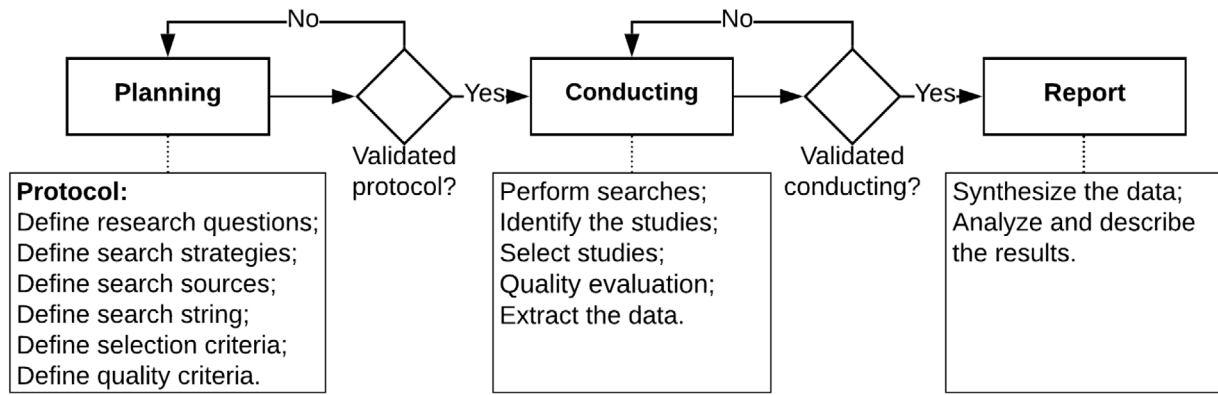 No
No
Planning
Yes
Conducting
Yes
Report
Validated
protocol?
Validated
conducting?
Protocol:
Define research questions;
Define search strategies;
Define search sources;
Define search string;
Define selection criteria;
Define quality criteria.
Perform searches;
Identify the studies;
Select studies;
Quality evaluation;
Extract the data.
Synthesize the data;
Analyze and describe
the results.